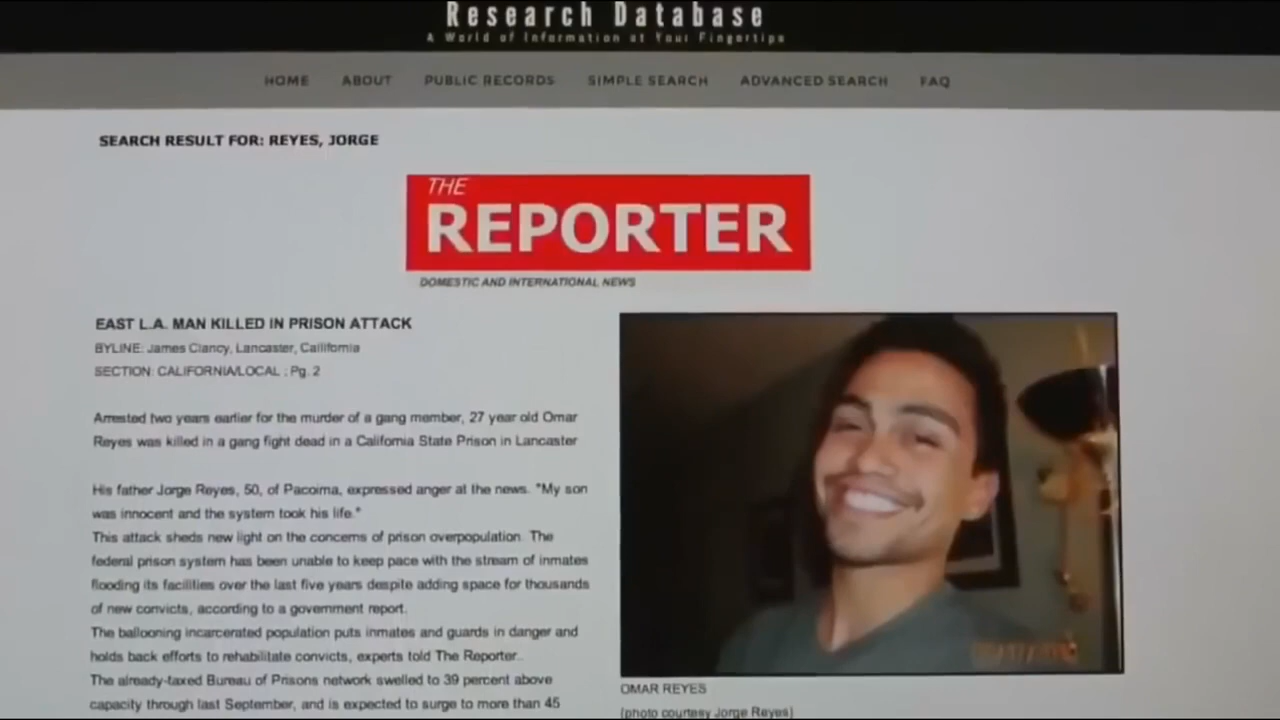 Research Database
A World of Information at Your Fingertips
HOME ABOUT PUBLIC RECORDS SIMPLE SEARCH ADVANCED SEARCH FAQ
SEARCH RESULT FOR: REYES, JORGE
THE
REPORTER
DOMESTIC AND INTERNATIONAL NEWS
EAST L.A. MAN KILLED IN PRISON ATTACK
BYLINE: James Clancy, Lancaster, Cailifornia
SECTION: CALIFORNIA/LOCAL ; Pg. 2
Arrested two years earlier for the murder of a gang member, 27 year old Omar
Reyes was killed in a gang fight dead in a California State Prison in Lancaster
His father Jorge Reyes, 50, of Pacoima, expressed anger at the news. "My son
was innocent and the system took his life."
This attack sheds new light on the concerns of prison overpopulation. The
federal prison system has been unable to keep pace with the stream of inmates
flooding its facilities over the last five years despite adding space for thousands
of new convicts, according to a government report.
The ballooning incarcerated population puts inmates and guards in danger and
holds back efforts to rehabilitate convicts, experts told The Reporter..
The already-taxed Bureau of Prisons network swelled to 39 percent above
capacity through last September, and is expected to surge to more than 45
OMAR REYES
(photo courtesy Jorge Reyes)